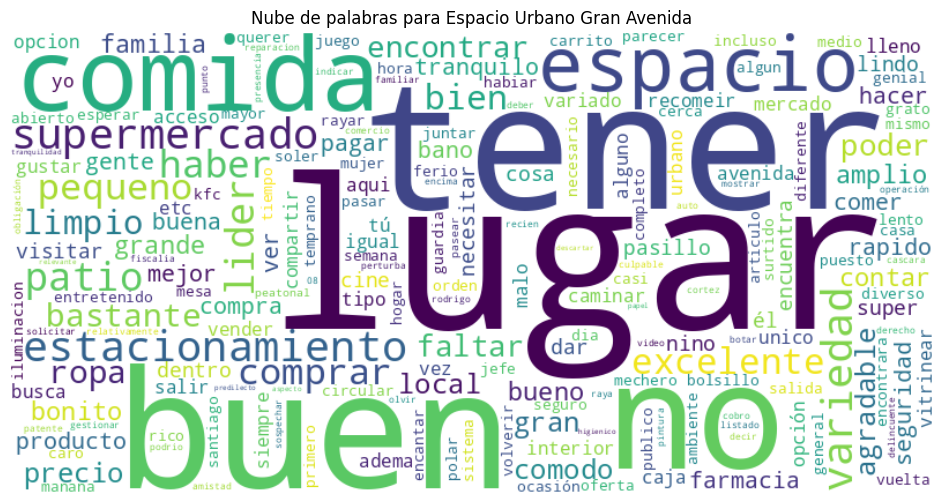 Nube de palabras para Espacio Urbano Gran Avenida
opcion familia querer juego encontrar carrito parecer incluso medio lleno
comida reparacion indicar hora tranquilo habiar espacio algun lindo
yo punto presencia familiar deber variado recomeir cerca mercado genial hacer
abierto esperar acceso mayor rayar comercio juntar grato mismo
supermercado pagar bano tener necesario alguno urbano avenida diferente poder
tranquilidad gustar gente haber soler mujer ferio encima cosa mostrar amplio
pequeno kfc tiempo aqui pasar guardia pasear necesitar completo auto operación
obligación etc lider compartir temprano tú comer
limpio buena ver igual recien pasillo articulo surtido encuentra lento casa
visitar grande semana malo casi puesto rapido
relevante fiscalia 08 cine perturba orden descartar culpable cascara
patio mejor peatonal tipo hogar rodrigo lugar caminar contar
entretenido mesa compra papel cortez él diverso
iluminacion solicitar bastante vender dia super
relativamente dar video botar unico derecho
estacionamiento faltar nino variedad encontrara vitrinear
ropa dentro comprar vez jefe excelente agradable seguridad
busca salir predilecto circular local bueno mechero bolsillo salida
bonito aspecto olvir seguro raya cobro delincuente
patente gestionar siempre sospechar sistema gran publico ambiente listado opción
producto rico santiago primero encantar volverir interior pintura decir general
caro podrio buen adema polar comodo no
precio manana amistad higienico ocasión oferta caja farmacia vuelta